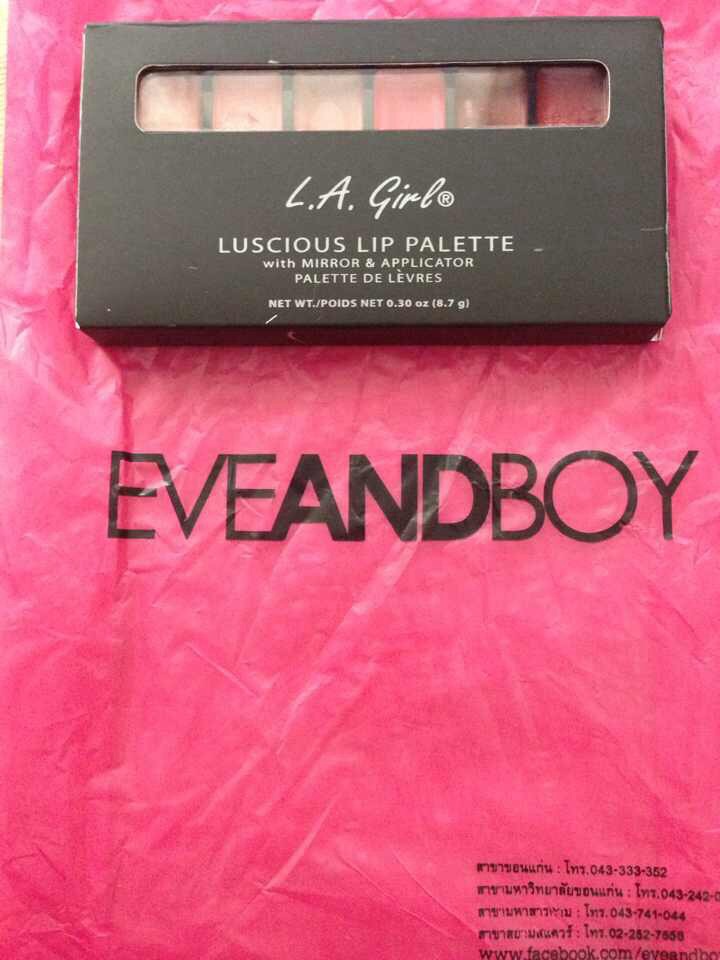 L.A. Girl®
LUSCIOUS LIP PALETTE
with MIRROR & APPLICATOR
PALETTE DE LÈVRES
NET WT./POIDS NET 0.30 oz (8.7 g)
EVEANDBOY
สาขาขอนแก่น : โทร.043-333-352
สาขามหาวิทยาลัยขอนแก่น : โทร.043-242-0
สาขามหาสารคาม : โทร.043-741-044
สาขาสยามสแควร์ : โทร.02-252-7658
www.facebook.com/eveandbo